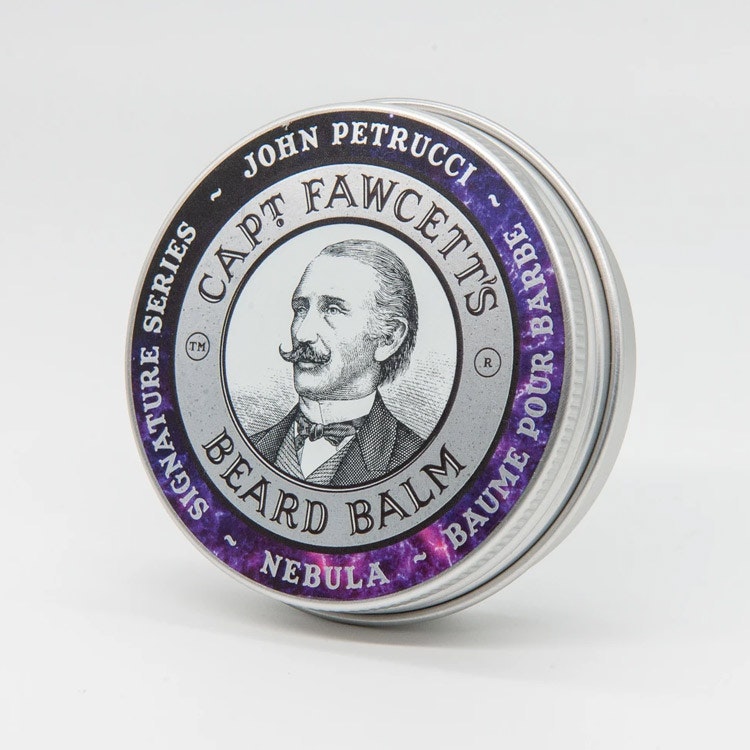 SIGNATURE SERIES ~ JOHN PETRUCCI ~ BAUME POUR BARBE ~ NEBULA ~
CAPT. FAWCETT'S
TM
R
BEARD BALM